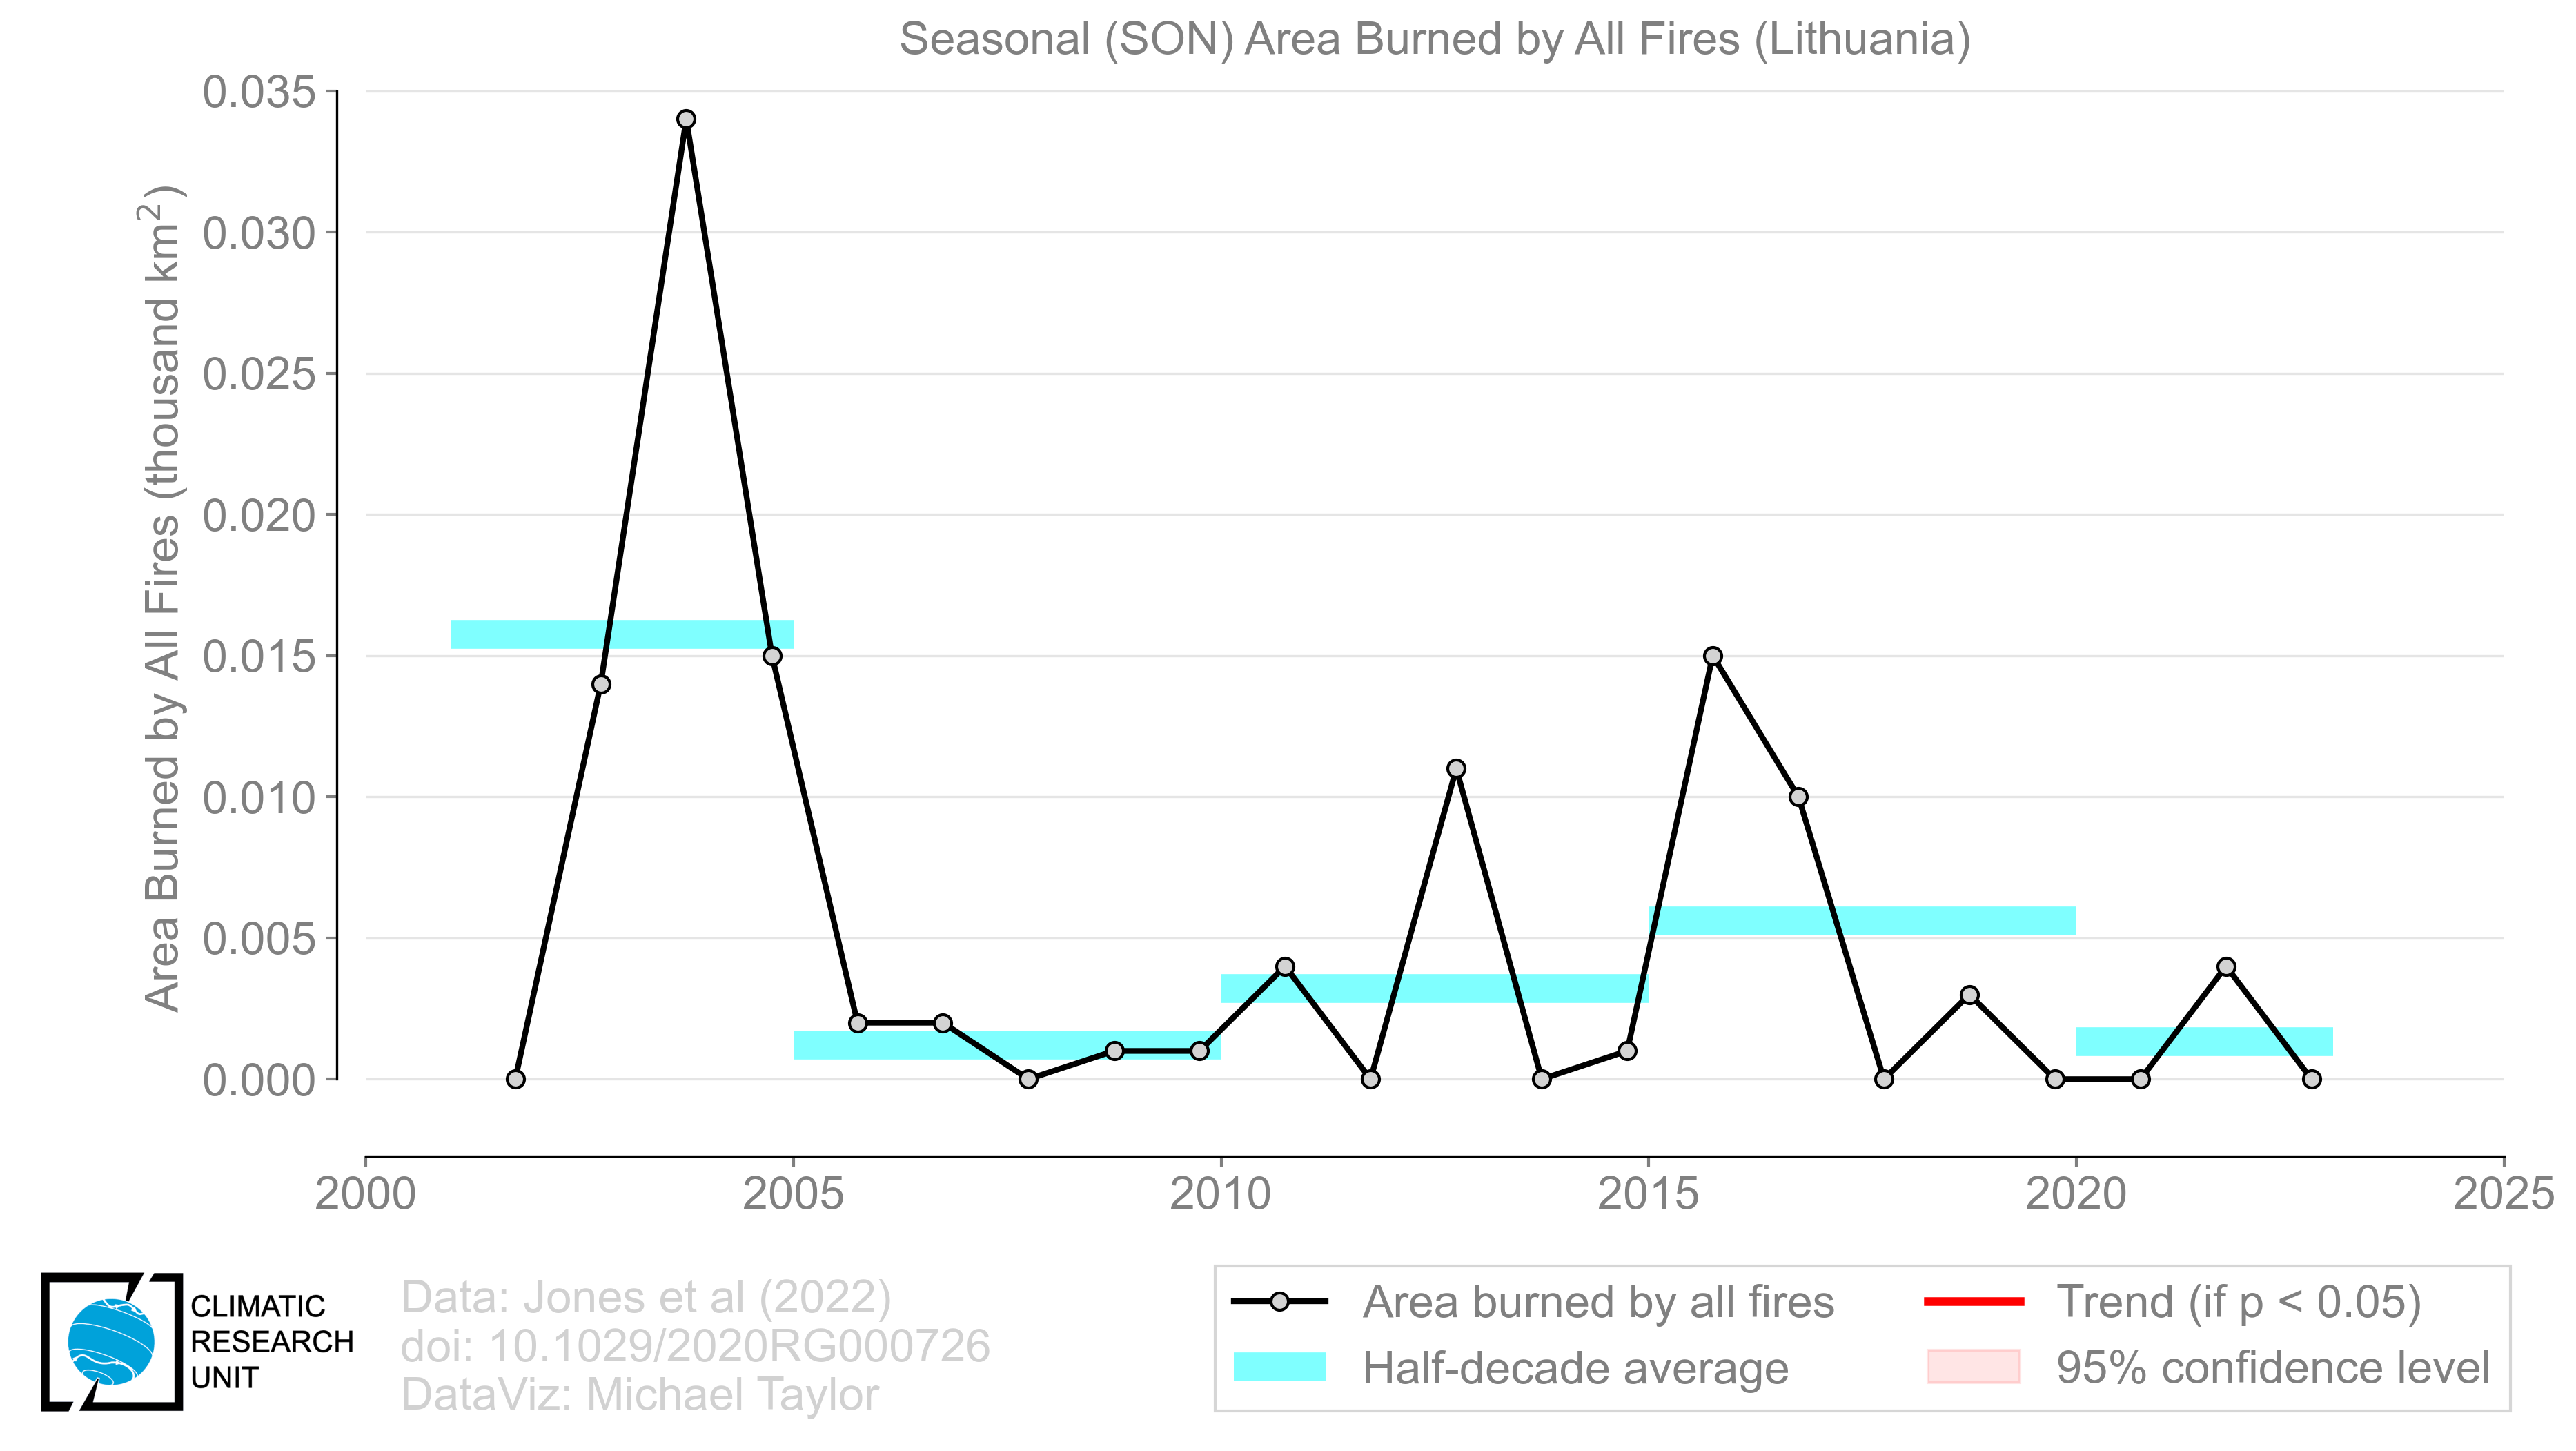 Seasonal (SON) Area Burned by All Fires (Lithuania)
Area Burned by All Fires (thousand km²)
0.035
0.030
0.025
0.020
0.015
0.010
0.005
0.000
2000 2005 2010 2015 2020 2025
CLIMATIC
RESEARCH
UNIT
Data: Jones et al (2022)
doi: 10.1029/2020RG000726
DataViz: Michael Taylor
Area burned by all fires
Half-decade average
Trend (if p < 0.05)
95% confidence level